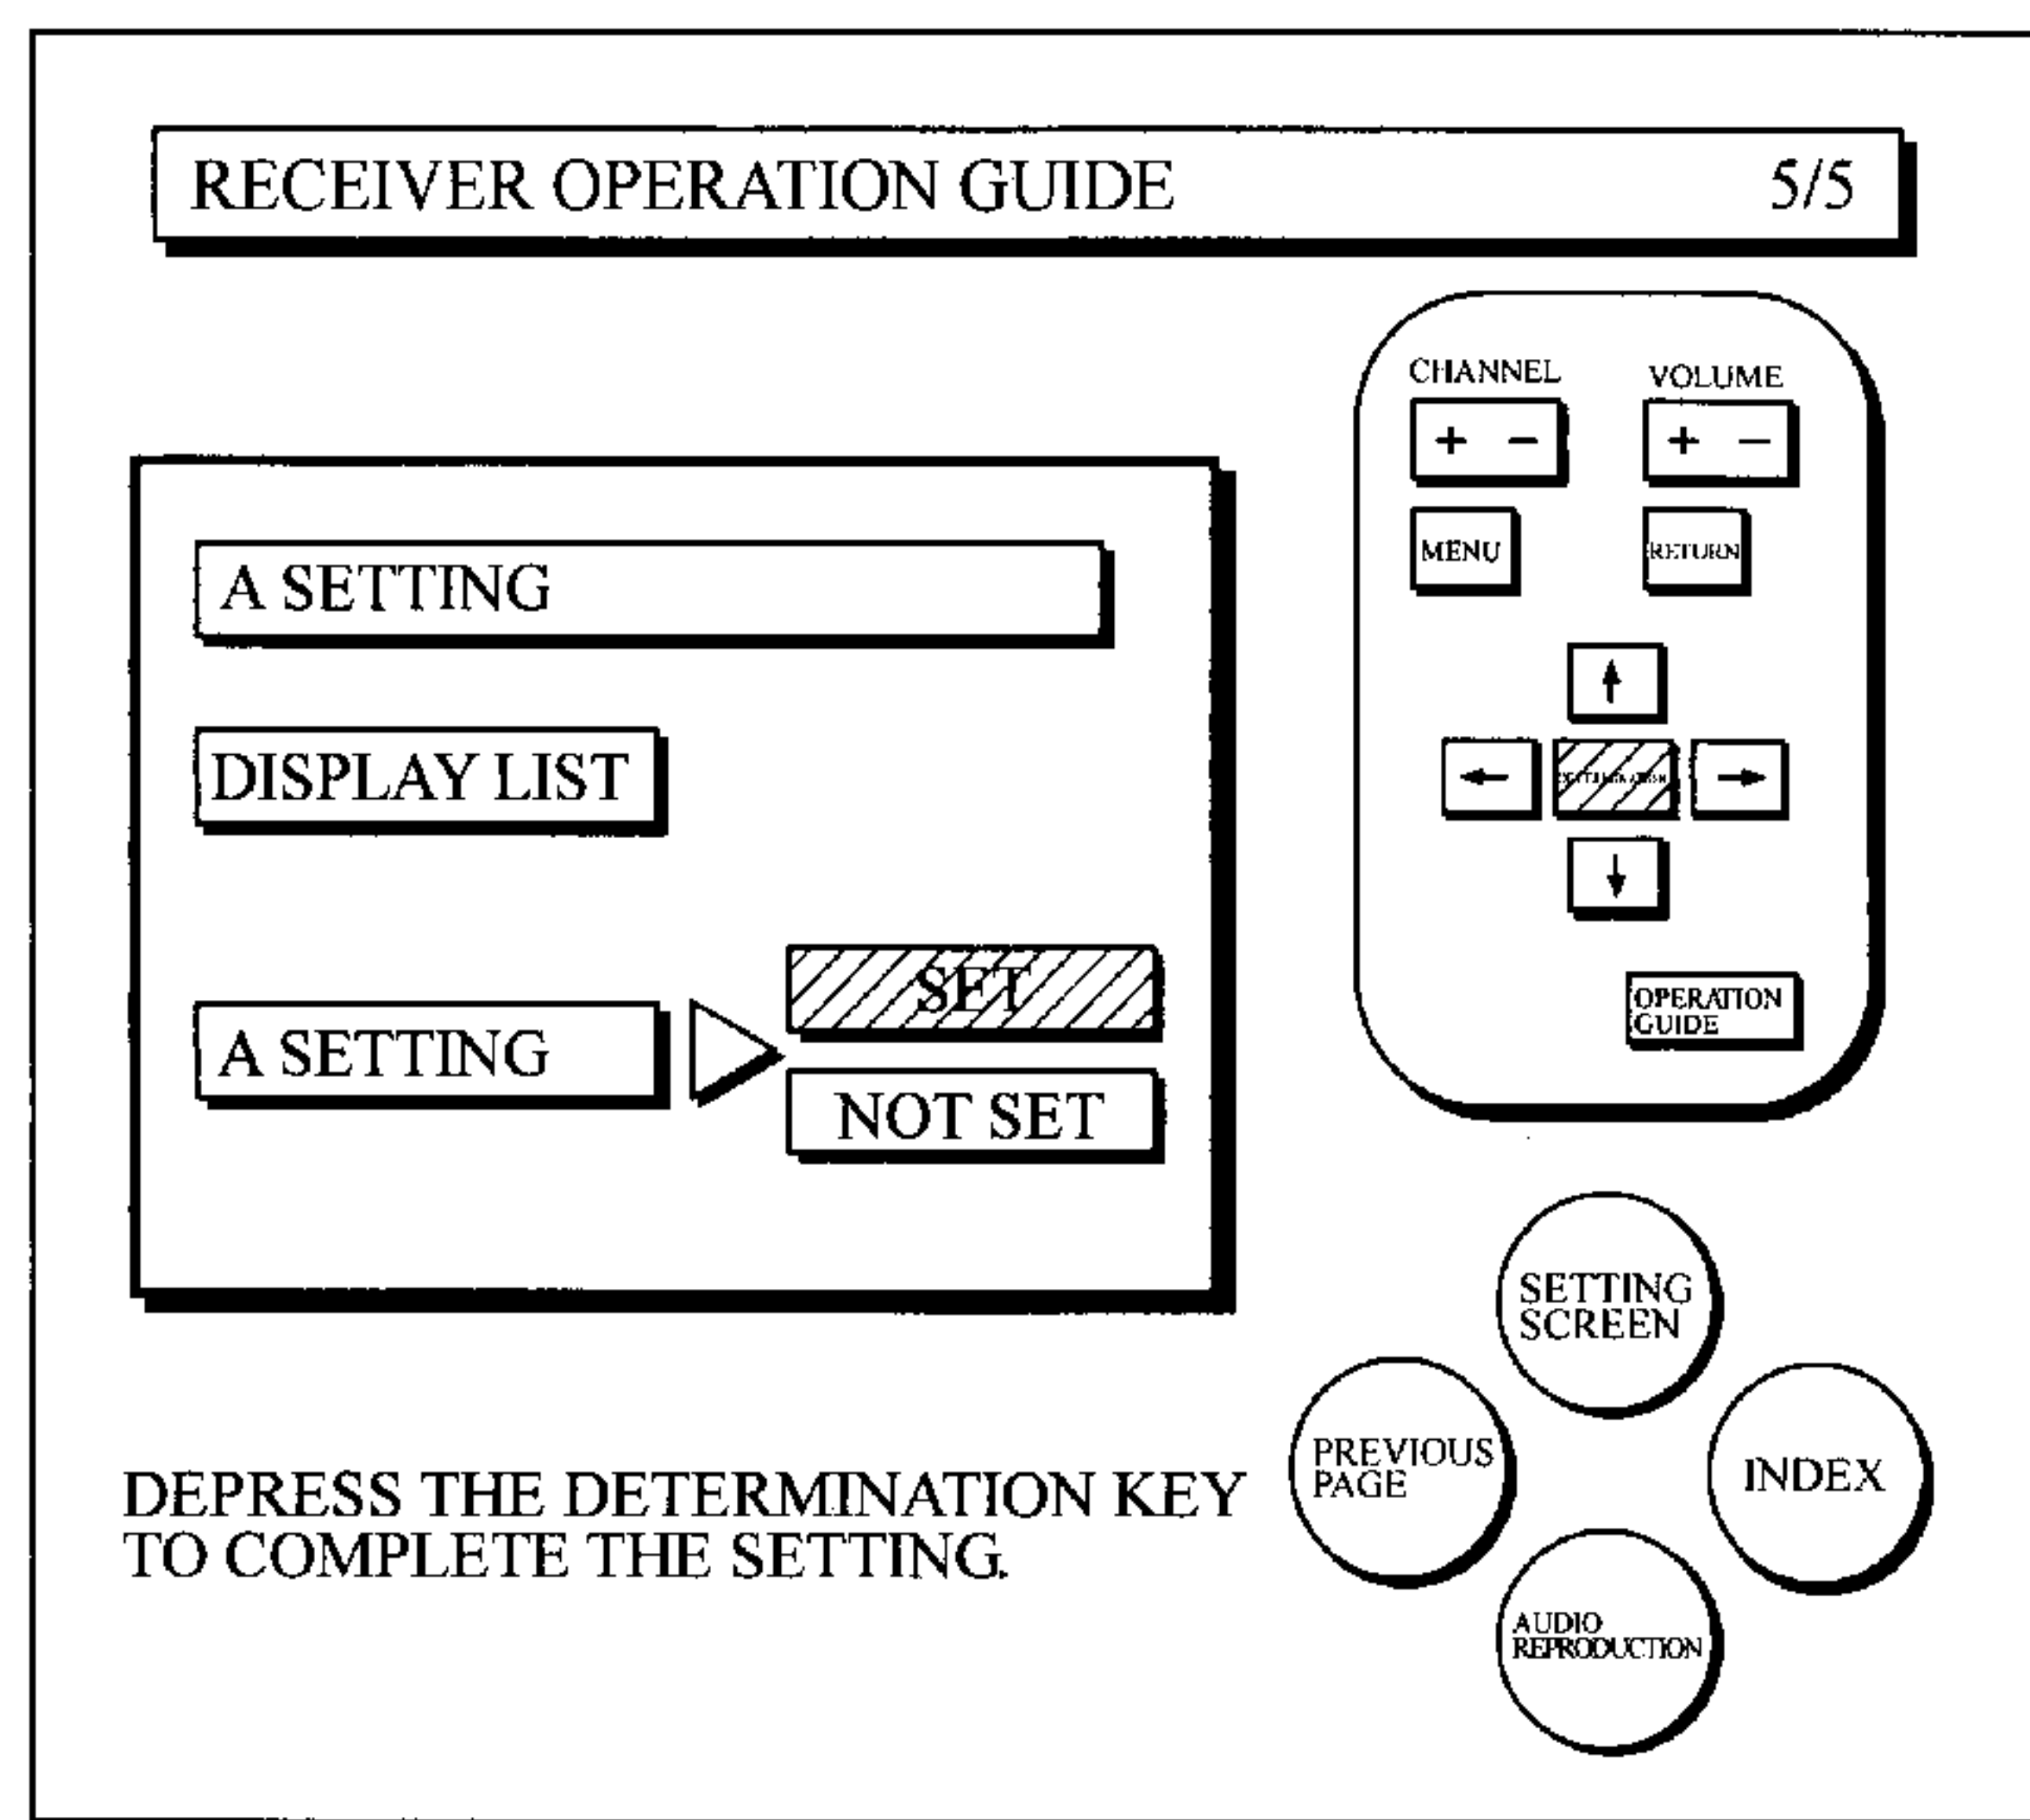 RECEIVER OPERATION GUIDE 5/5
CHANNEL VOLUME
+ - + -
MENU RETURN
A SETTING
DISPLAY LIST
SET
A SETTING
NOT SET
OPERATION
GUIDE
SETTING
SCREEN
PREVIOUS
PAGE
INDEX
AUDIO
REPRODUCTION
DEPRESS THE DETERMINATION KEY
TO COMPLETE THE SETTING.